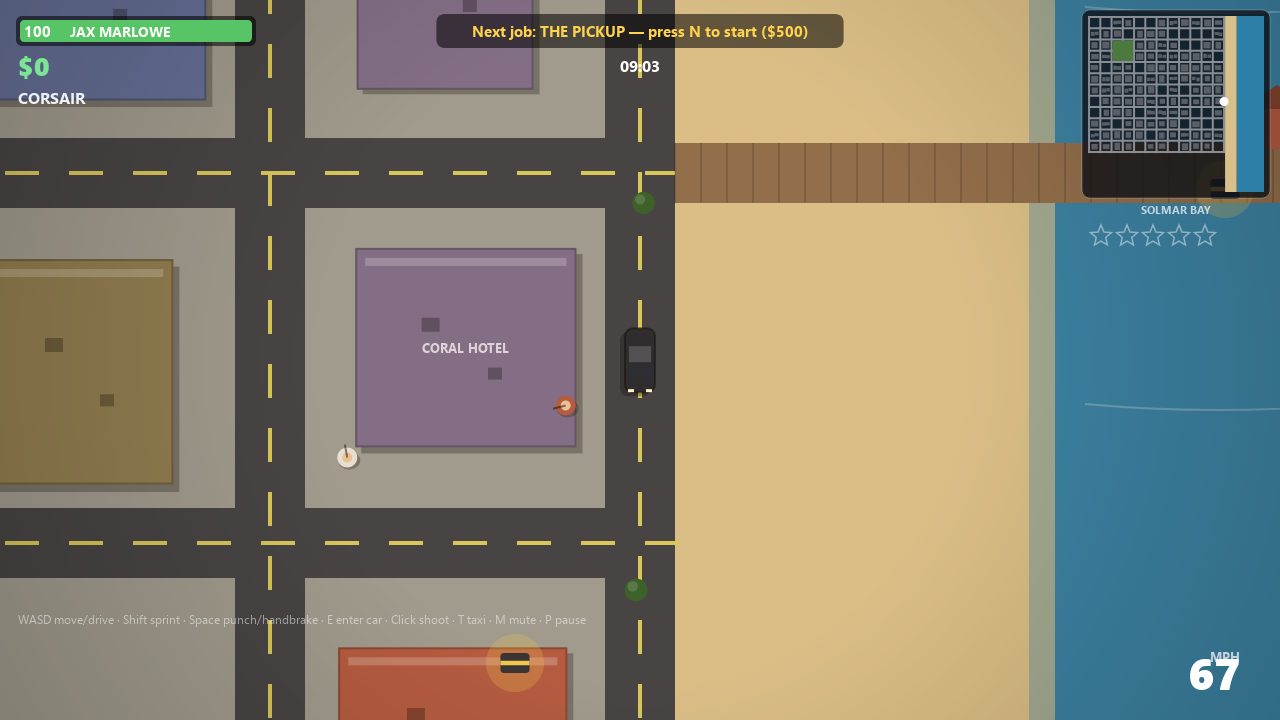 100 JAX MARLOWE
$0
CORSAIR
Next job: THE PICKUP — press N to start ($500)
09:03
SOLMAR BAY
CORAL HOTEL
WASD move/drive · Shift sprint · Space punch/handbrake · E enter car · Click shoot · T taxi · M mute · P pause
MPH
67